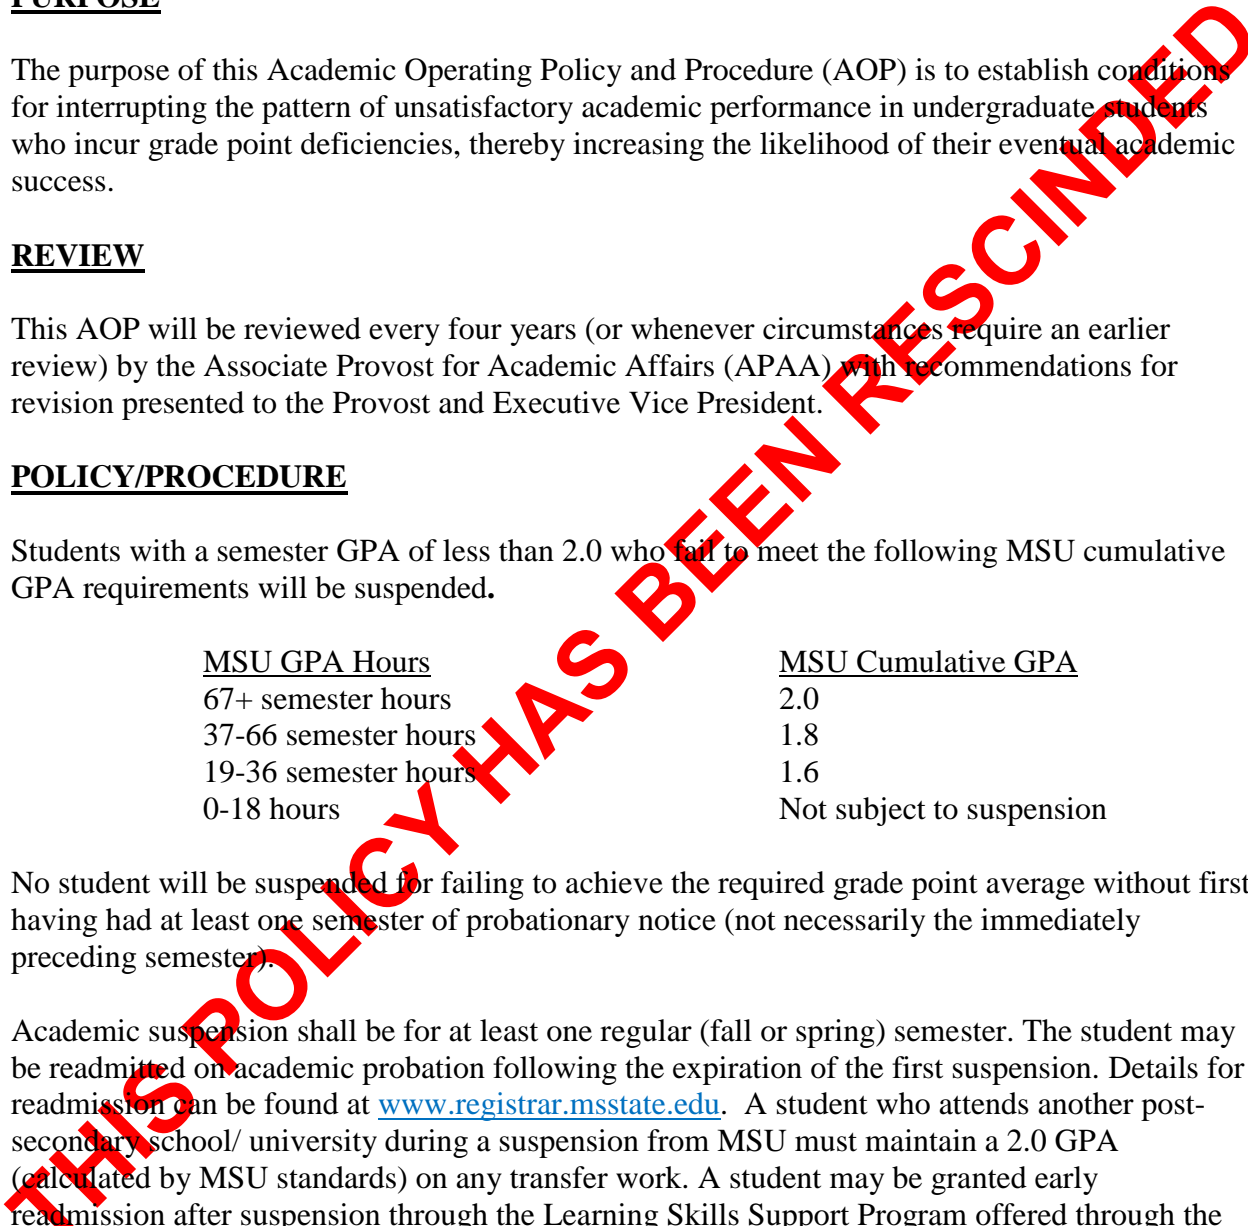 PURPOSE
The purpose of this Academic Operating Policy and Procedure (AOP) is to establish conditions
for interrupting the pattern of unsatisfactory academic performance in undergraduate students
who incur grade point deficiencies, thereby increasing the likelihood of their eventual academic
success.
REVIEW
This AOP will be reviewed every four years (or whenever circumstances require an earlier
review) by the Associate Provost for Academic Affairs (APAA) with recommendations for
revision presented to the Provost and Executive Vice President.
POLICY/PROCEDURE
Students with a semester GPA of less than 2.0 who fail to meet the following MSU cumulative
GPA requirements will be suspended.
MSU GPA Hours MSU Cumulative GPA
67+ semester hours 2.0
37-66 semester hours 1.8
19-36 semester hours 1.6
0-18 hours Not subject to suspension
No student will be suspended for failing to achieve the required grade point average without first
having had at least one semester of probationary notice (not necessarily the immediately
preceding semester).
Academic suspension shall be for at least one regular (fall or spring) semester. The student may
be readmitted on academic probation following the expiration of the first suspension. Details for
readmission can be found at www.registrar.msstate.edu. A student who attends another post-
secondary school/ university during a suspension from MSU must maintain a 2.0 GPA
(calculated by MSU standards) on any transfer work. A student may be granted early
readmission after suspension through the Learning Skills Support Program offered through the
THIS POLICY HAS BEEN RESCINDED